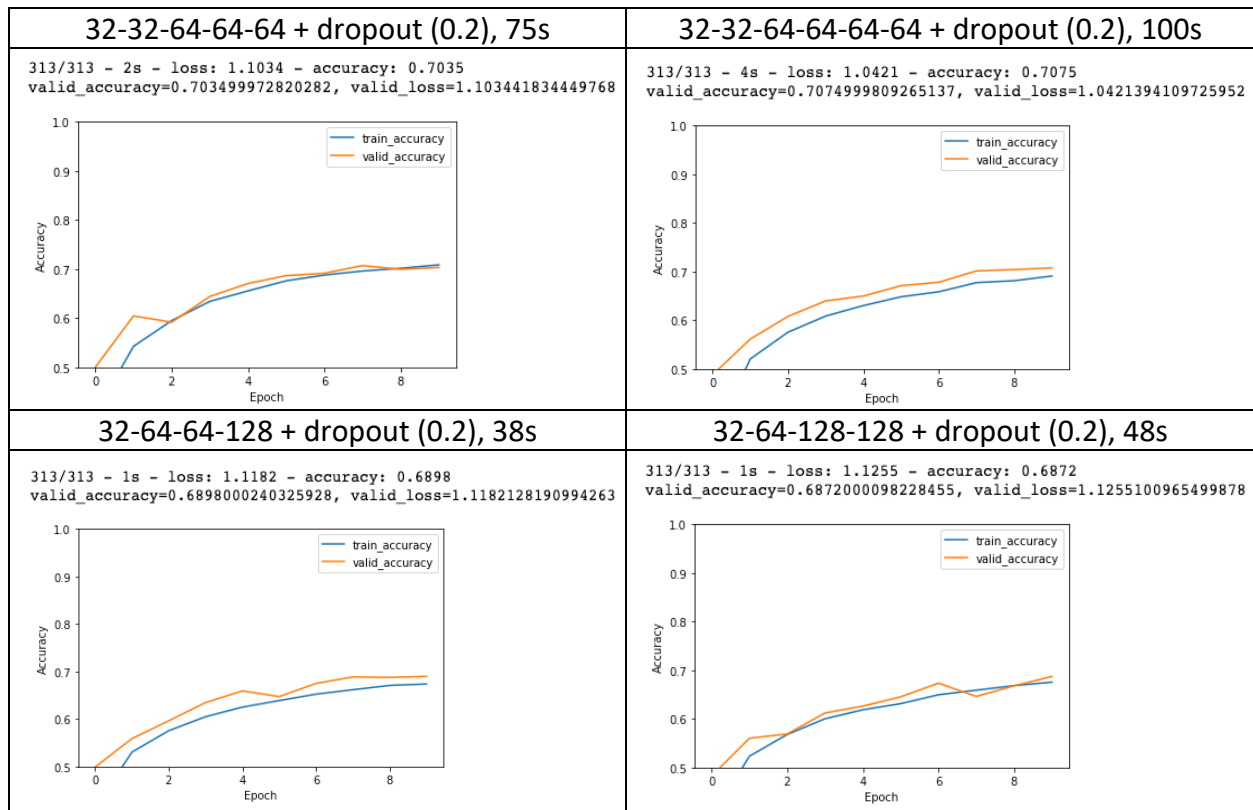 32-32-64-64-64 + dropout (0.2), 75s
313/313 - 2s - loss: 1.1034 - accuracy: 0.7035
valid_accuracy=0.703499972820282, valid_loss=1.103441834449768
1.0
0.9
0.8
0.7
0.6
0.5
Accuracy
train_accuracy
valid_accuracy
0 2 4 6 8
Epoch
32-32-64-64-64-64 + dropout (0.2), 100s
313/313 - 4s - loss: 1.0421 - accuracy: 0.7075
valid_accuracy=0.7074999809265137, valid_loss=1.0421394109725952
1.0
0.9
0.8
0.7
0.6
0.5
Accuracy
train_accuracy
valid_accuracy
0 2 4 6 8
Epoch
32-64-64-128 + dropout (0.2), 38s
313/313 - 1s - loss: 1.1182 - accuracy: 0.6898
valid_accuracy=0.6898000240325928, valid_loss=1.1182128190994263
1.0
0.9
0.8
0.7
0.6
0.5
Accuracy
train_accuracy
valid_accuracy
0 2 4 6 8
Epoch
32-64-128-128 + dropout (0.2), 48s
313/313 - 1s - loss: 1.1255 - accuracy: 0.6872
valid_accuracy=0.6872000098228455, valid_loss=1.1255100965499878
1.0
0.9
0.8
0.7
0.6
0.5
Accuracy
train_accuracy
valid_accuracy
0 2 4 6 8
Epoch